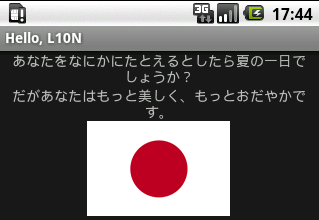 3G 17:44
Hello, L10N
あなたをなにかにたとえるとしたら夏の一日で
しょうか？
だがあなたはもっと美しく、もっとおだやかで
す。